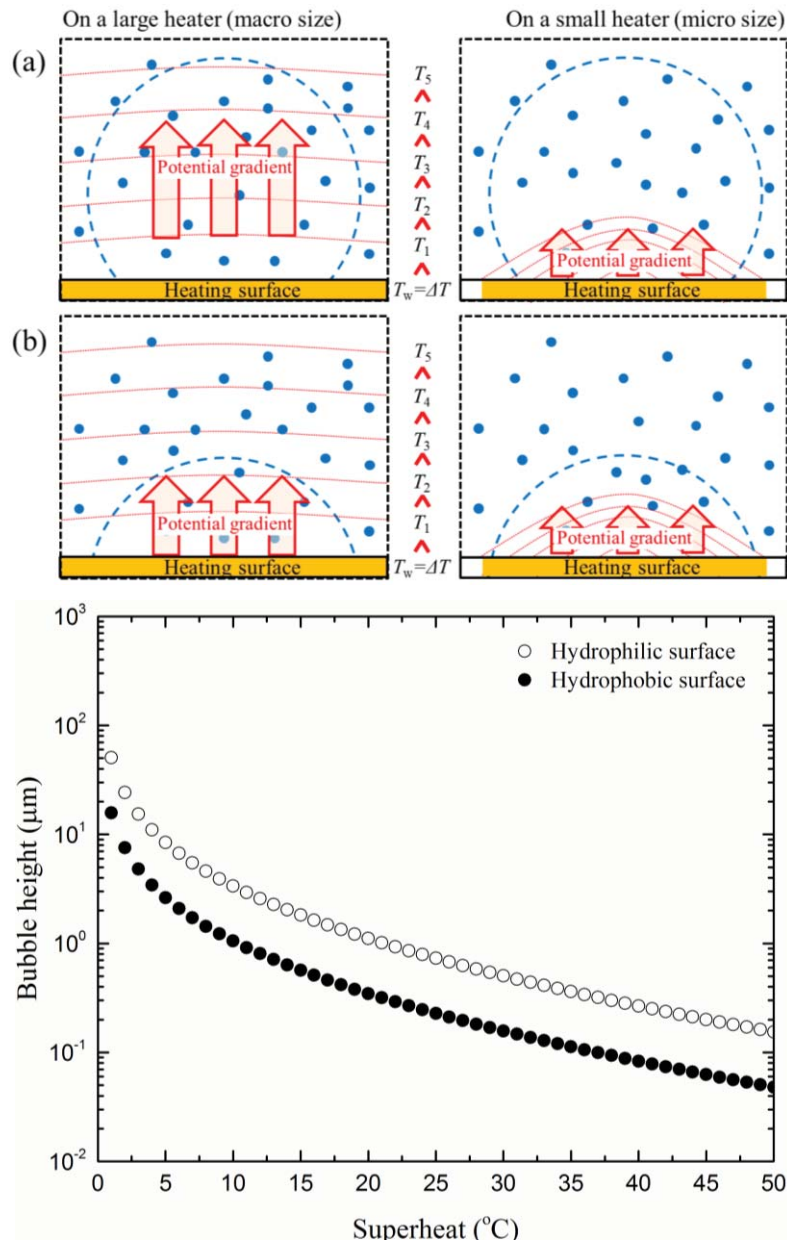 On a large heater (macro size)
On a small heater (micro size)
(a)
Potential gradient
Heating surface
T5
T4
T3
T2
T1
Tw=ΔT
Potential gradient
Heating surface
(b)
Potential gradient
Heating surface
T5
T4
T3
T2
T1
Tw=ΔT
Potential gradient
Heating surface
Bubble height (μm)
10^3
10^2
10^1
10^0
10^-1
10^-2
Hydrophilic surface
Hydrophobic surface
0 5 10 15 20 25 30 35 40 45 50
Superheat (°C)